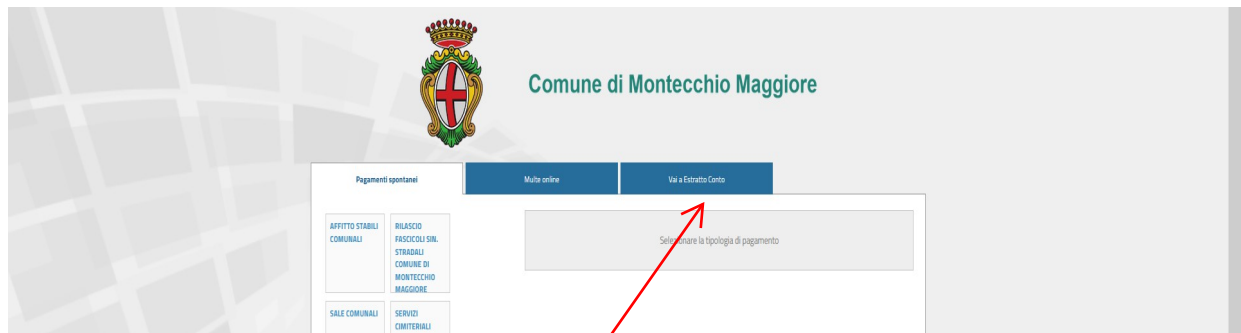 Comune di Montecchio Maggiore
Pagamenti spontanei
Multe online
Vai a Estratto Conto
AFFITTO STABILI
COMUNALI
RILASCIO
FASCICOLI SIN.
STRADALI
COMUNE DI
MONTECCHIO
MAGGIORE
Selezionare la tipologia di pagamento
SALE COMUNALI
SERVIZI
CIMITERIALI